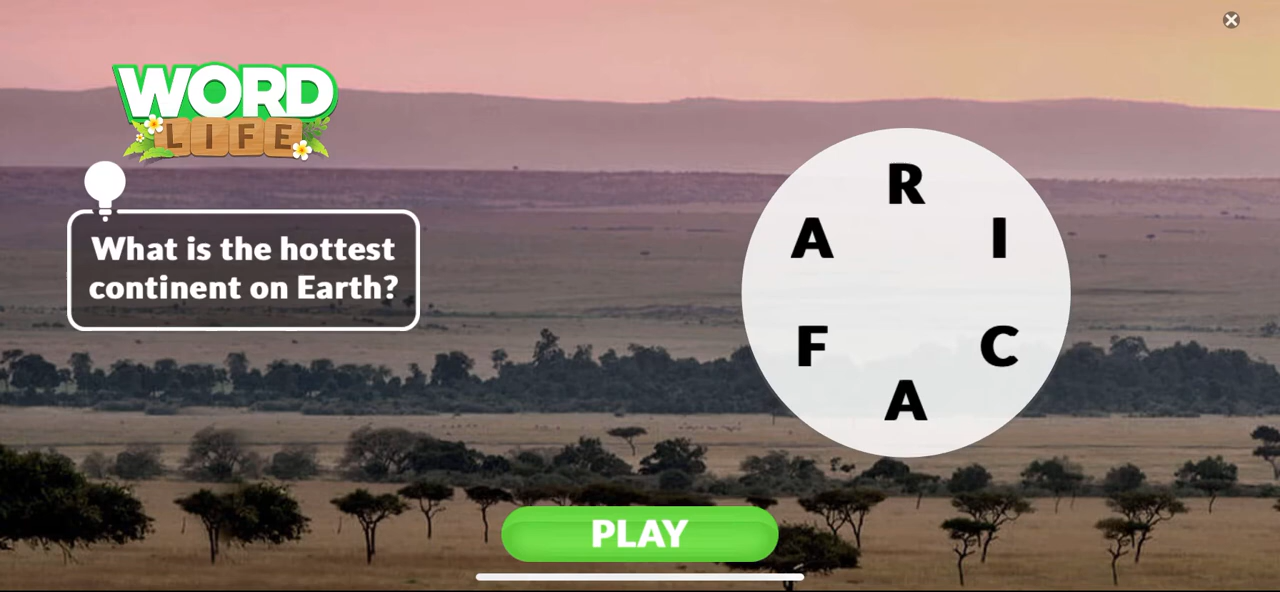 WORD
LIFE
What is the hottest
continent on Earth?
R
A I
F C
A
PLAY